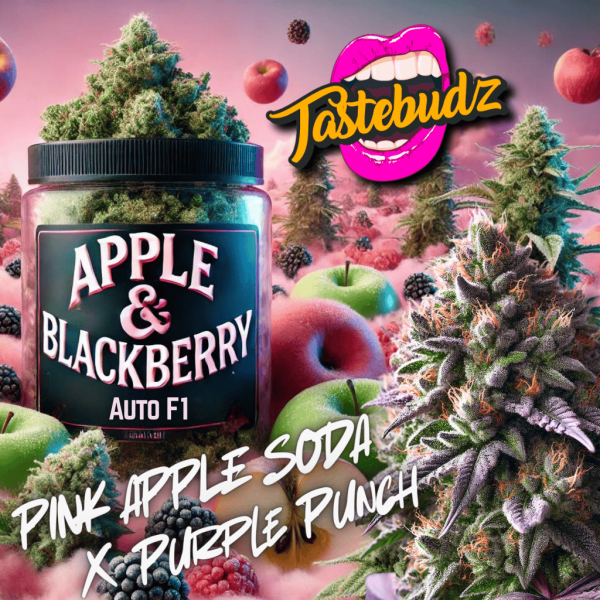 Tastebudz
APPLE
&
BLACKBERRY
AUTO F1
PINK APPLE SODA
X PURPLE PUNCH